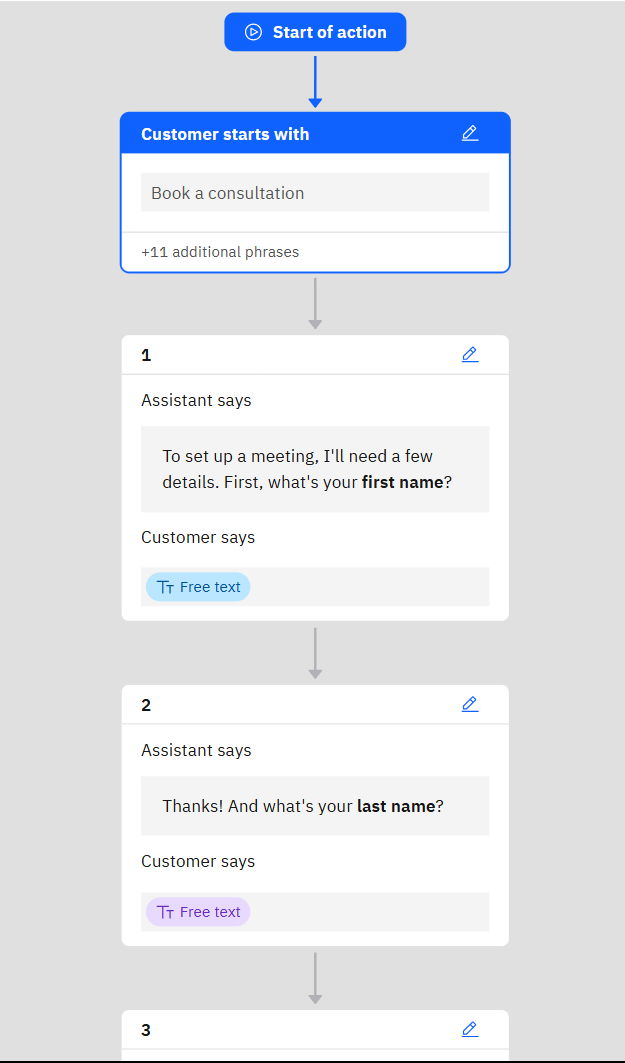 Start of action
Customer starts with
Book a consultation
+11 additional phrases
1
Assistant says
To set up a meeting, I'll need a few
details. First, what's your first name?
Customer says
Free text
2
Assistant says
Thanks! And what's your last name?
Customer says
Free text
3